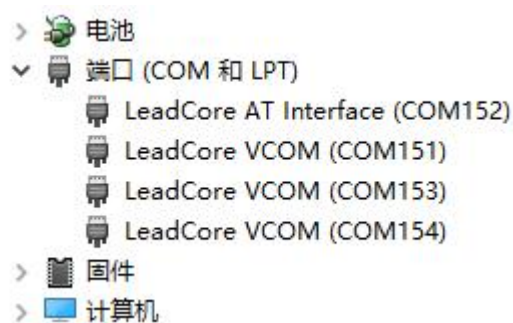 电池
端口 (COM 和 LPT)
LeadCore AT Interface (COM152)
LeadCore VCOM (COM151)
LeadCore VCOM (COM153)
LeadCore VCOM (COM154)
固件
计算机